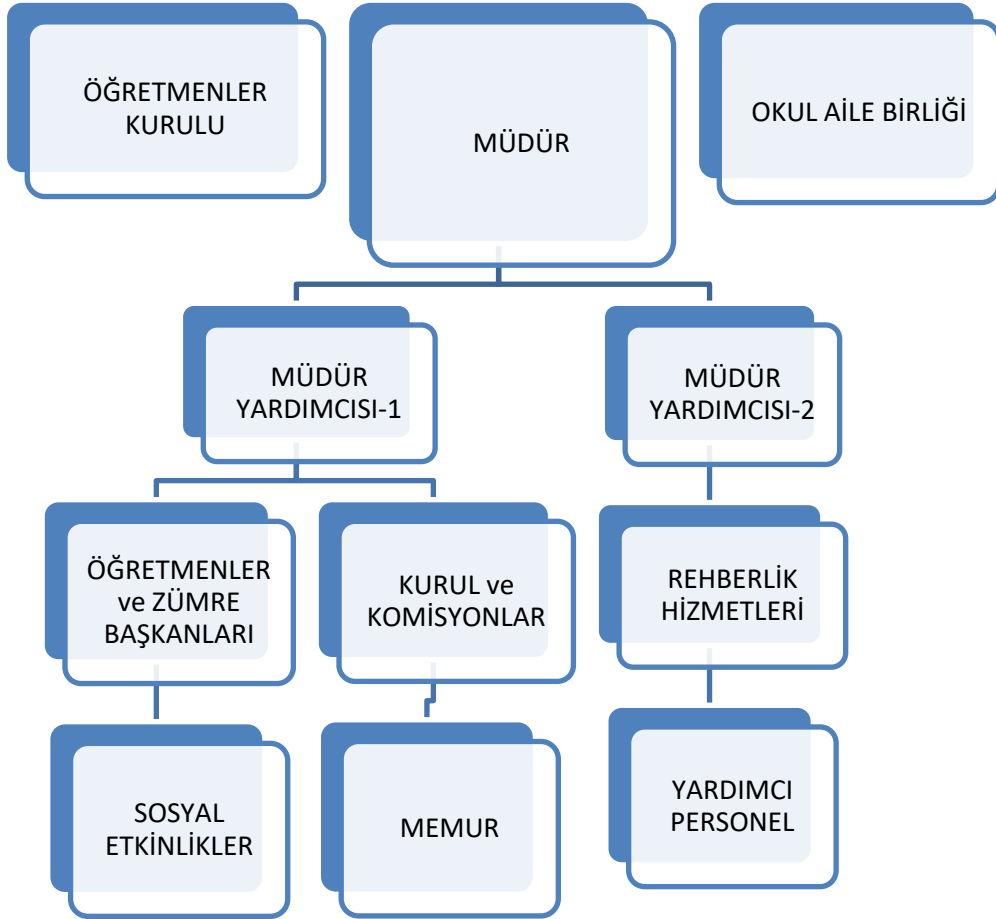 ÖĞRETMENLER
KURULU
MÜDÜR
OKUL AİLE BİRLİĞİ
MÜDÜR
YARDIMCISI-1
MÜDÜR
YARDIMCISI-2
ÖĞRETMENLER
ve ZÜMRE
BAŞKANLARI
KURUL ve
KOMİSYONLAR
REHBERLİK
HİZMETLERİ
SOSYAL
ETKİNLİKLER
MEMUR
YARDIMCI
PERSONEL